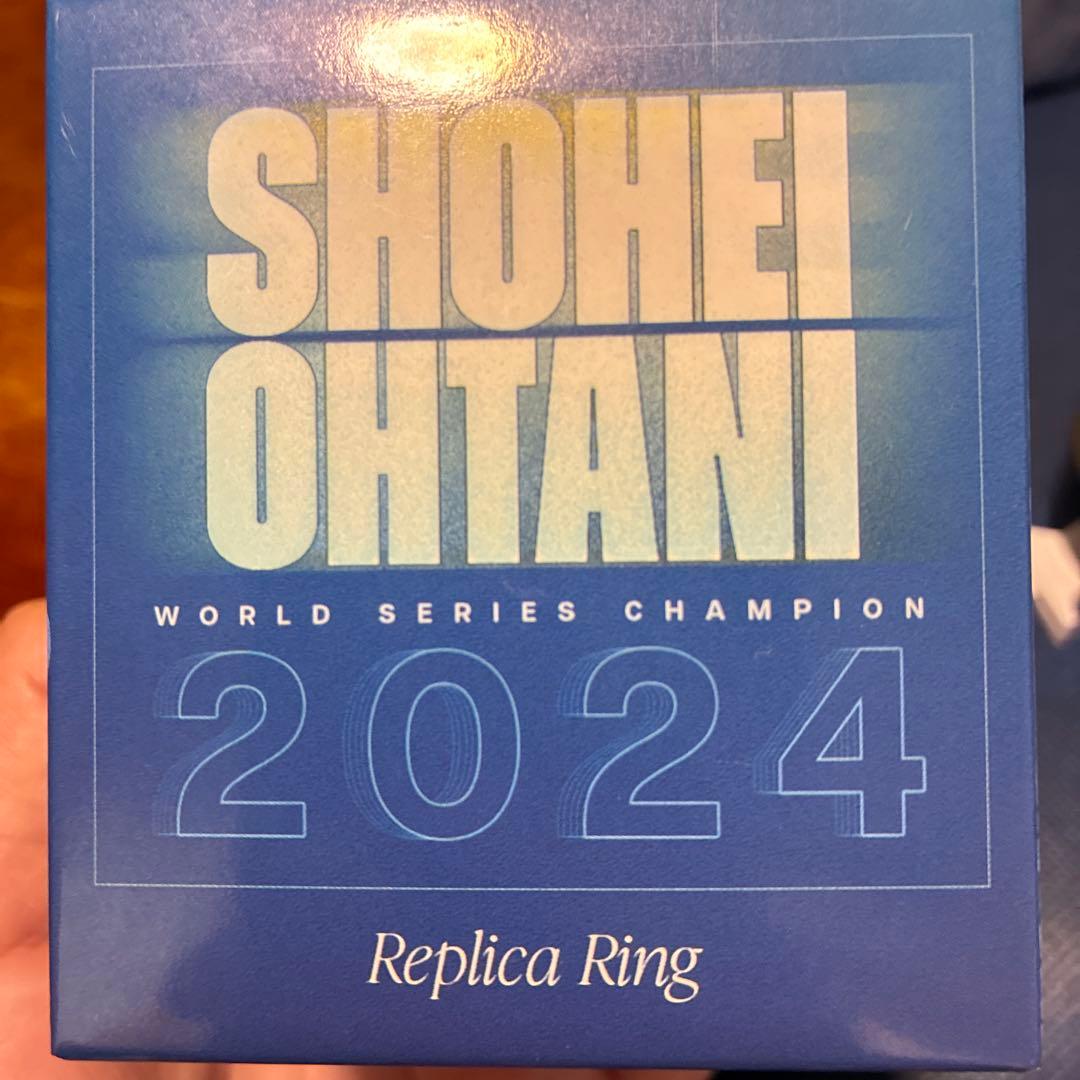 SHOHEI
OHTANI
WORLD SERIES CHAMPION
2024
Replica Ring